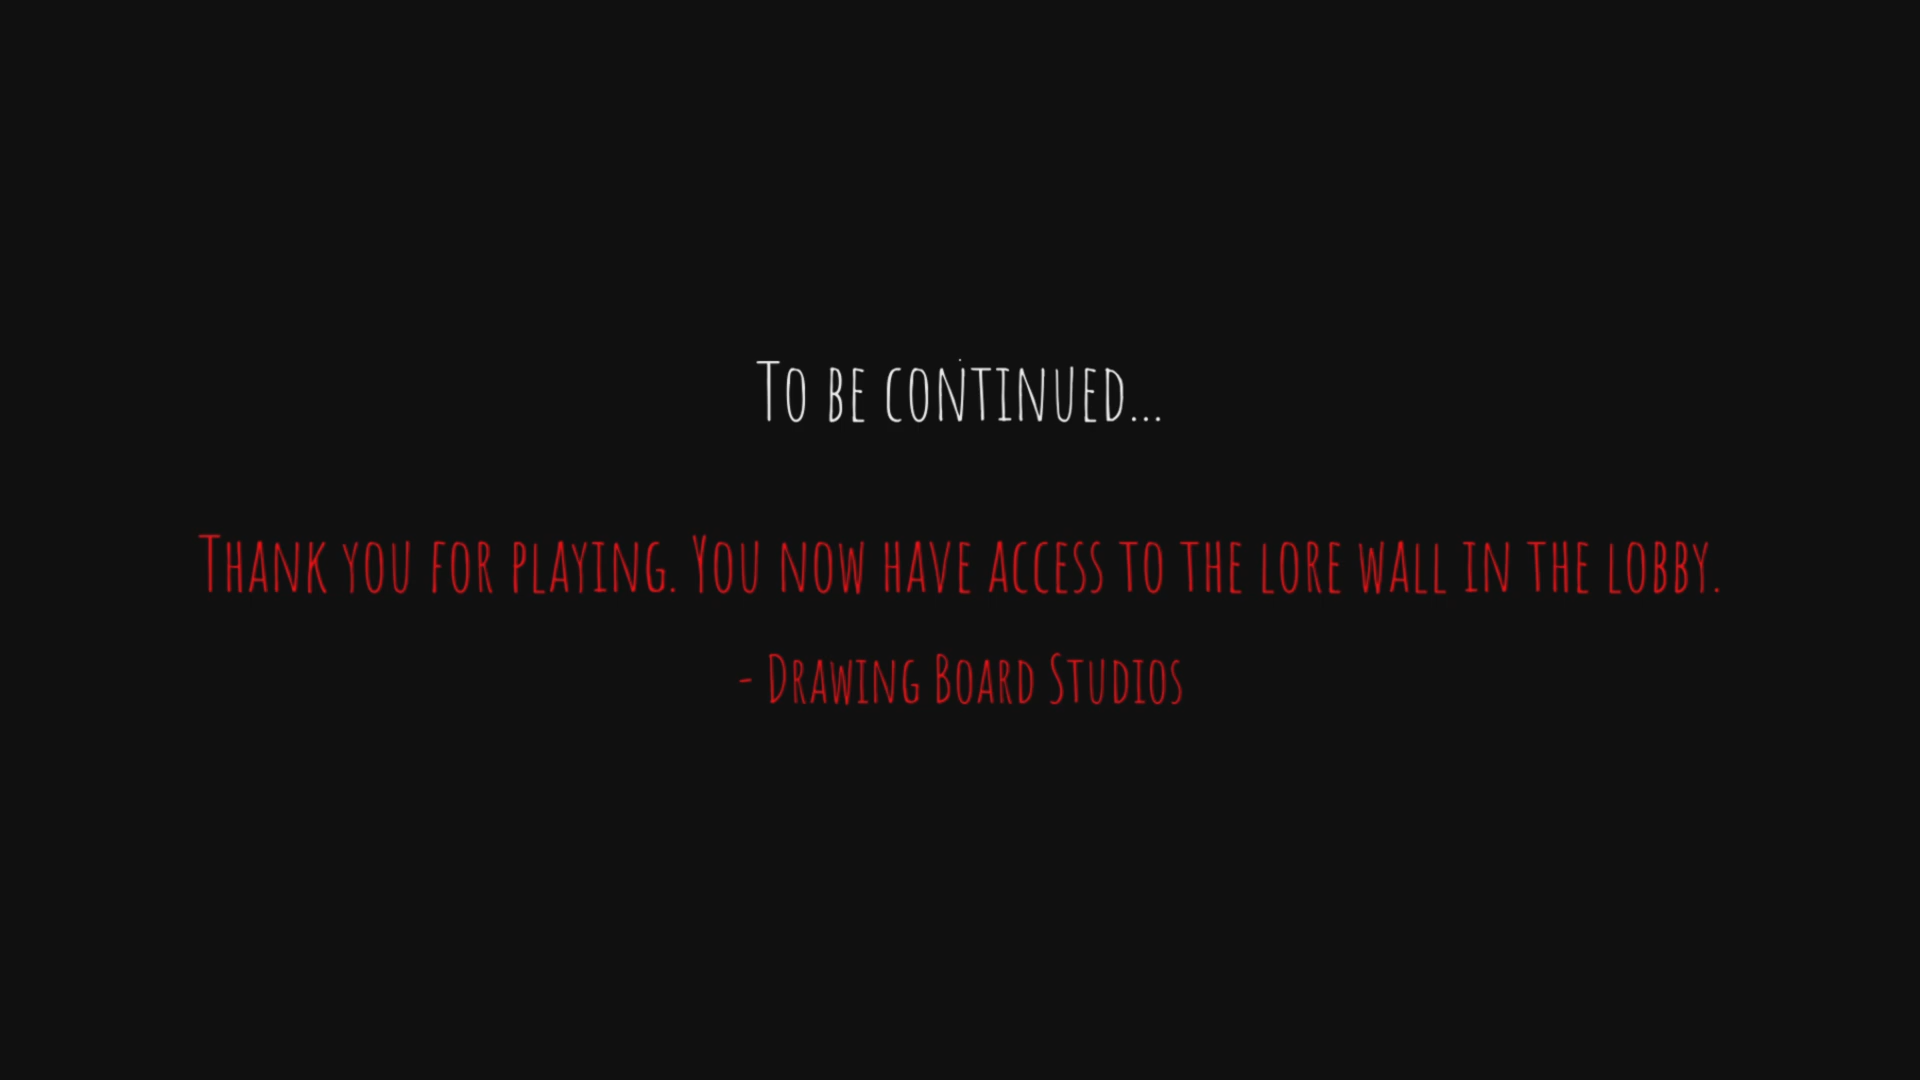 To be continued...
Thank you for playing. You now have access to the lore wall in the lobby.
- Drawing Board Studios